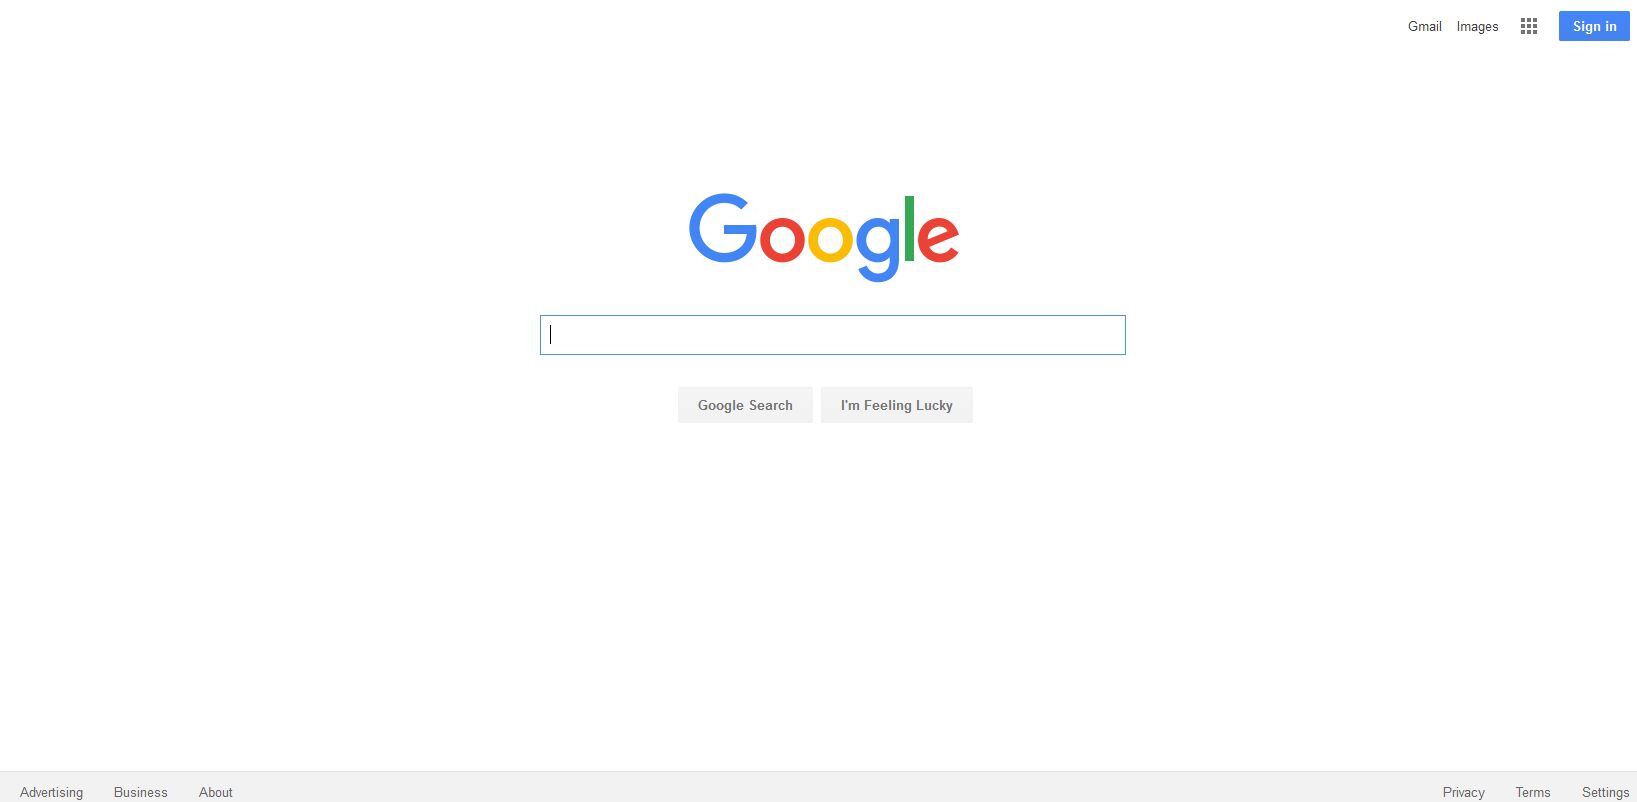 Gmail Images Sign in
Google
Google Search I'm Feeling Lucky
Advertising Business About Privacy Terms Settings